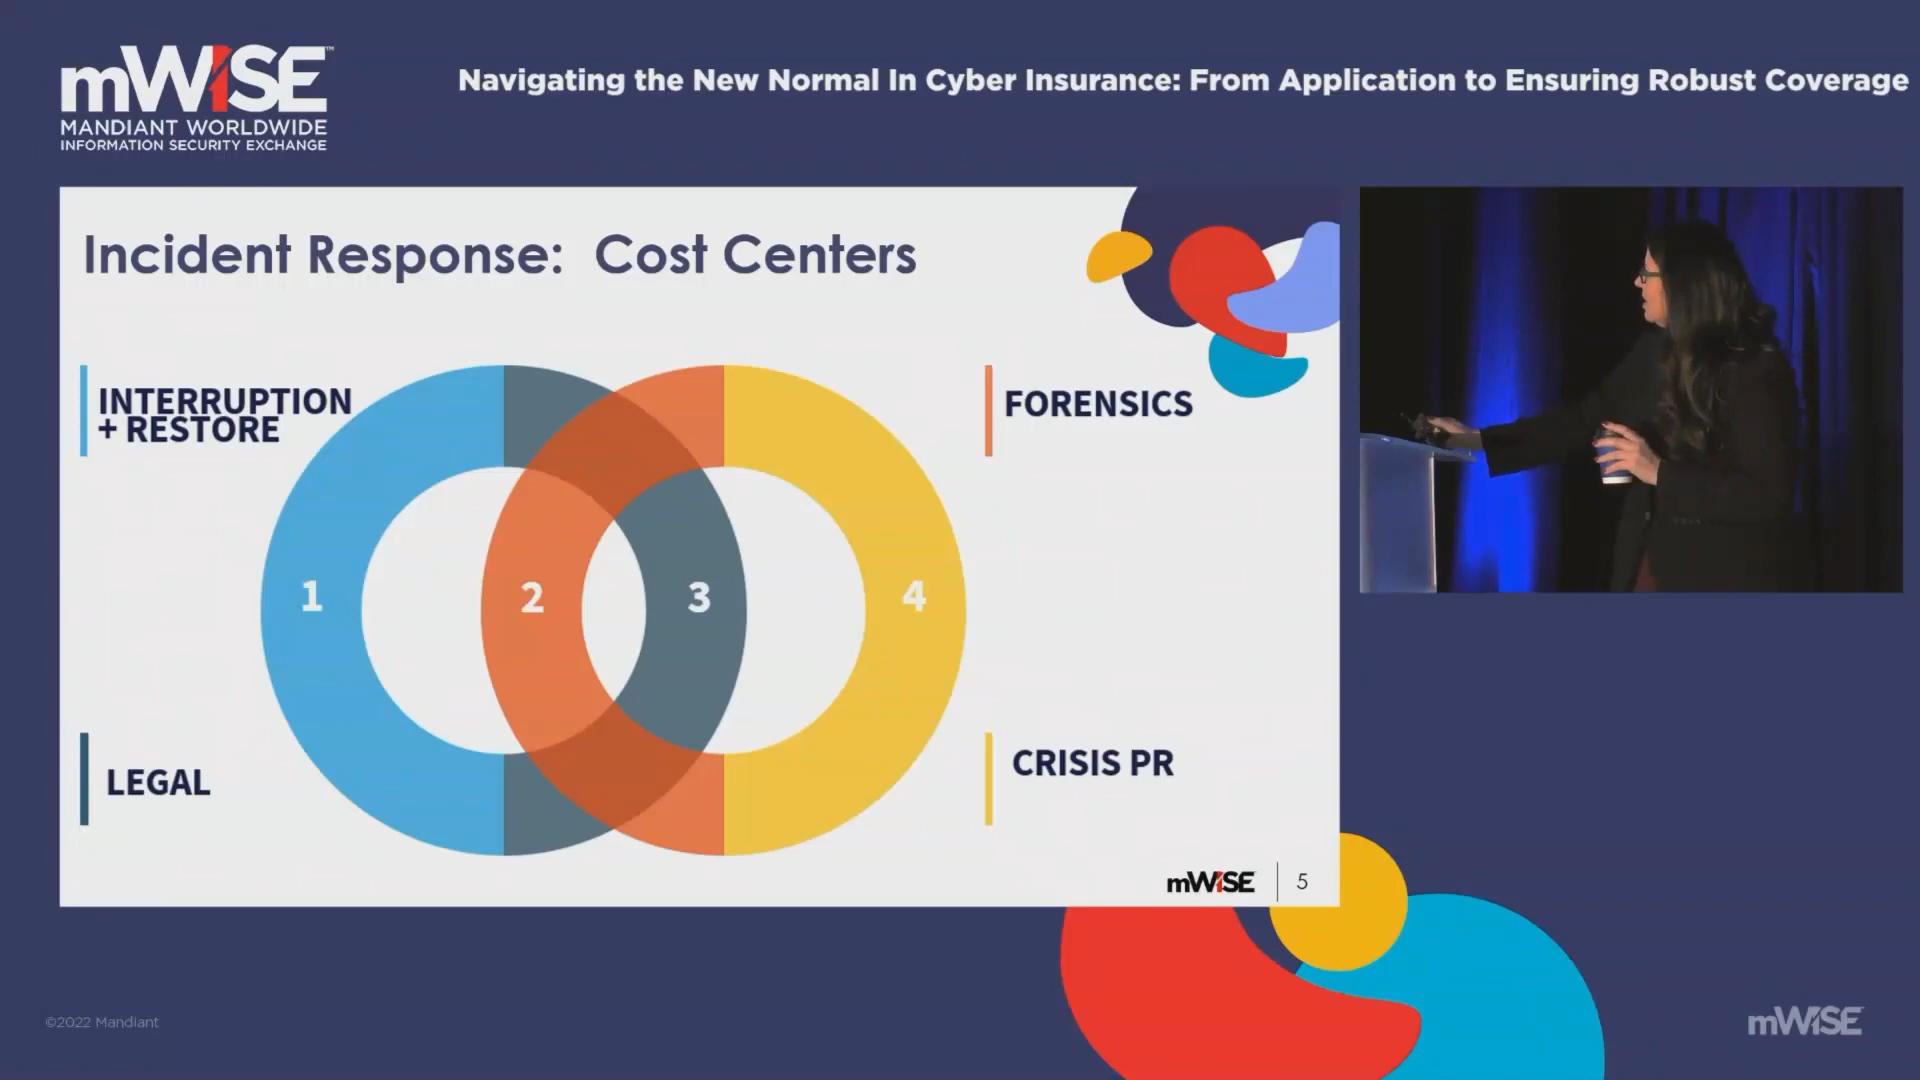 mWISE™
MANDIANT WORLDWIDE
INFORMATION SECURITY EXCHANGE
Navigating the New Normal In Cyber Insurance: From Application to Ensuring Robust Coverage
Incident Response: Cost Centers
INTERRUPTION
+ RESTORE
FORENSICS
1
2
3
4
LEGAL
CRISIS PR
mWISE
5
©2022 Mandiant
mWISE